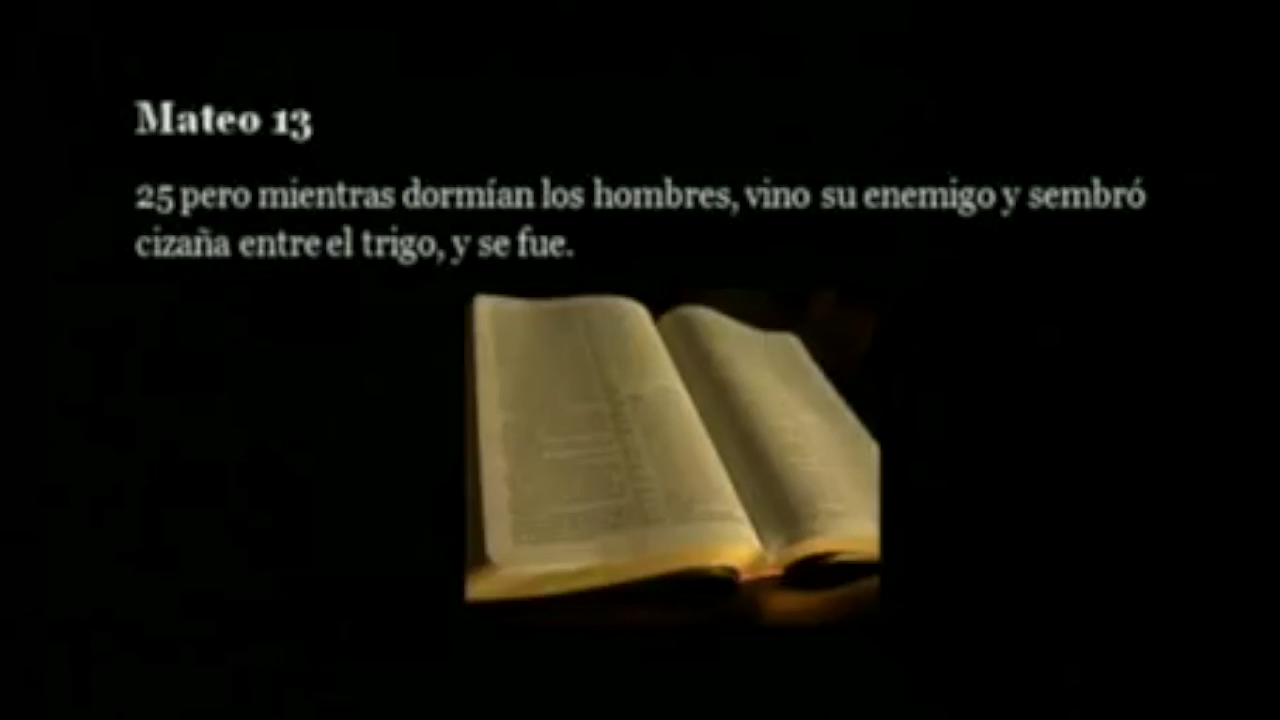 Mateo 13
25 pero mientras dormían los hombres, vino su enemigo y sembró
cizaña entre el trigo, y se fue.